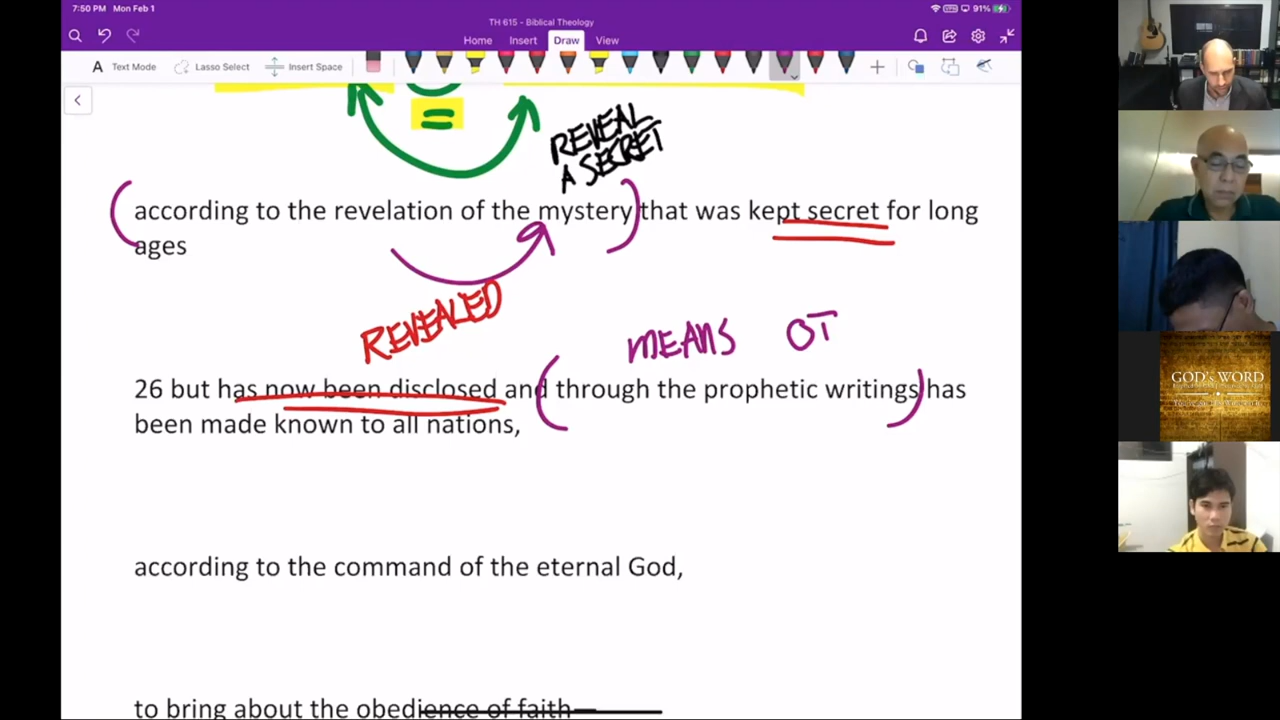 7:50 PM Mon Feb 1
91%
TH 615 - Biblical Theology
Home Insert Draw View
Text Mode Lasso Select Insert Space
=
REVEAL
A SECRET
according to the revelation of the mystery that was kept secret for long
ages
REVEALED
MEANS OT
26 but has now been disclosed and through the prophetic writings has
been made known to all nations,
according to the command of the eternal God,
to bring about the obedience of faith
GOD's WORD